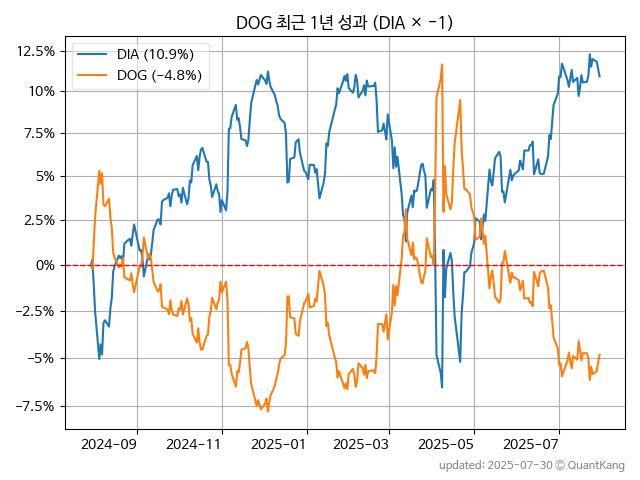 DOG 최근 1년 성과 (DIA × −1)
DIA (10.9%)
DOG (−4.8%)
12.5%
10%
7.5%
5%
2.5%
0%
−2.5%
−5%
−7.5%
2024-09 2024-11 2025-01 2025-03 2025-05 2025-07
updated: 2025-07-30 © QuantKang